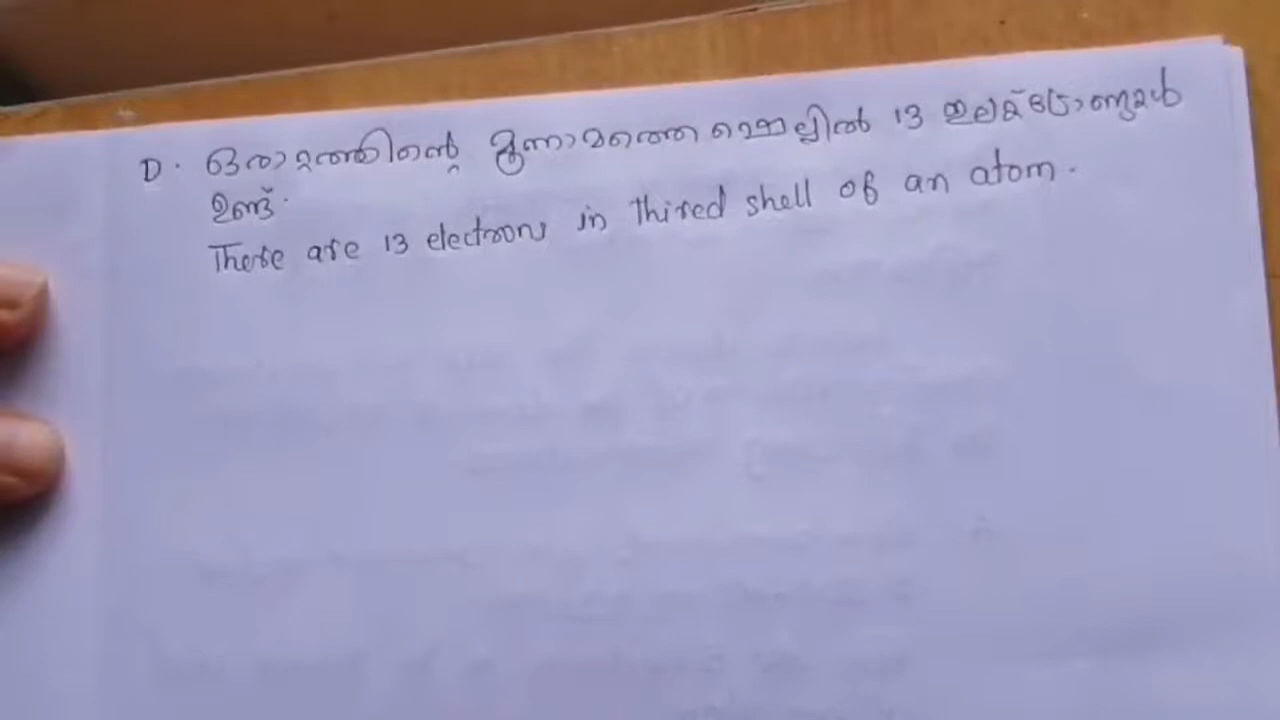 D. ഒരാറ്റത്തിന്റെ മൂന്നാമത്തെ ഷെല്ലിൽ 13 ഇലക്ട്രോണുകൾ
ഉണ്ട്.
There are 13 electrons in thired shell of an atom.